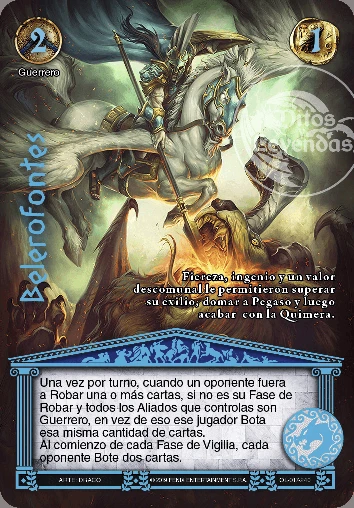 2
1
Guerrero
Mitos
Leyendas
Belerofontes
Fiereza, ingenio y un valor
descomunal le permitieron superar
su exilio, domar a Pegaso y luego
acabar con la Quimera.
Una vez por turno, cuando un oponente fuera
a Robar una o más cartas, si no es su Fase de
Robar y todos los Aliados que controlas son
Guerrero, en vez de eso ese jugador Bota
esa misma cantidad de cartas.
Al comienzo de cada Fase de Vigilia, cada
oponente Bote dos cartas.